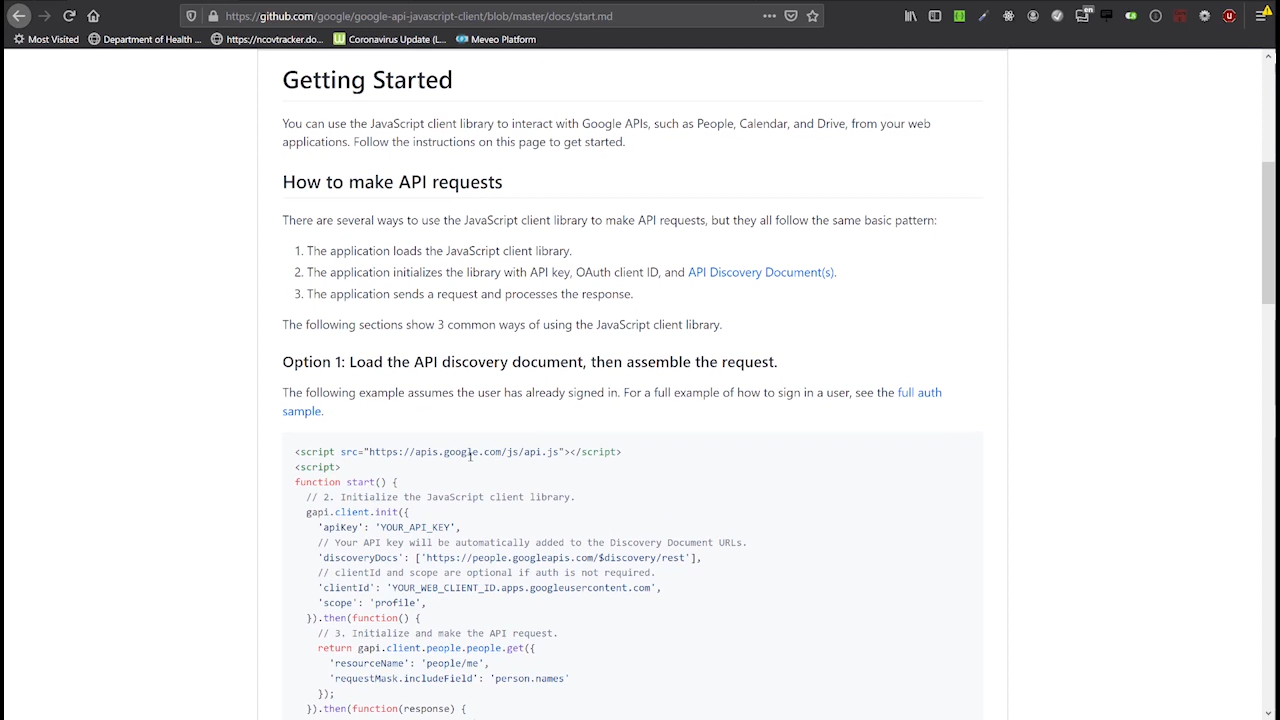 https://github.com/google/google-api-javascript-client/blob/master/docs/start.md
Most Visited Department of Health ... https://ncovtracker.do... Coronavirus Update (L... Meveo Platform
Getting Started
You can use the JavaScript client library to interact with Google APIs, such as People, Calendar, and Drive, from your web
applications. Follow the instructions on this page to get started.
How to make API requests
There are several ways to use the JavaScript client library to make API requests, but they all follow the same basic pattern:
1. The application loads the JavaScript client library.
2. The application initializes the library with API key, OAuth client ID, and API Discovery Document(s).
3. The application sends a request and processes the response.
The following sections show 3 common ways of using the JavaScript client library.
Option 1: Load the API discovery document, then assemble the request.
The following example assumes the user has already signed in. For a full example of how to sign in a user, see the full auth
sample.
<script src="https://apis.google.com/js/api.js"></script>
<script>
function start() {
// 2. Initialize the JavaScript client library.
gapi.client.init({
'apiKey': 'YOUR_API_KEY',
// Your API key will be automatically added to the Discovery Document URLs.
'discoveryDocs': ['https://people.googleapis.com/$discovery/rest'],
// clientId and scope are optional if auth is not required.
'clientId': 'YOUR_WEB_CLIENT_ID.apps.googleusercontent.com',
'scope': 'profile',
}).then(function() {
// 3. Initialize and make the API request.
return gapi.client.people.people.get({
'resourceName': 'people/me',
'requestMask.includeField': 'person.names'
});
}).then(function(response) {